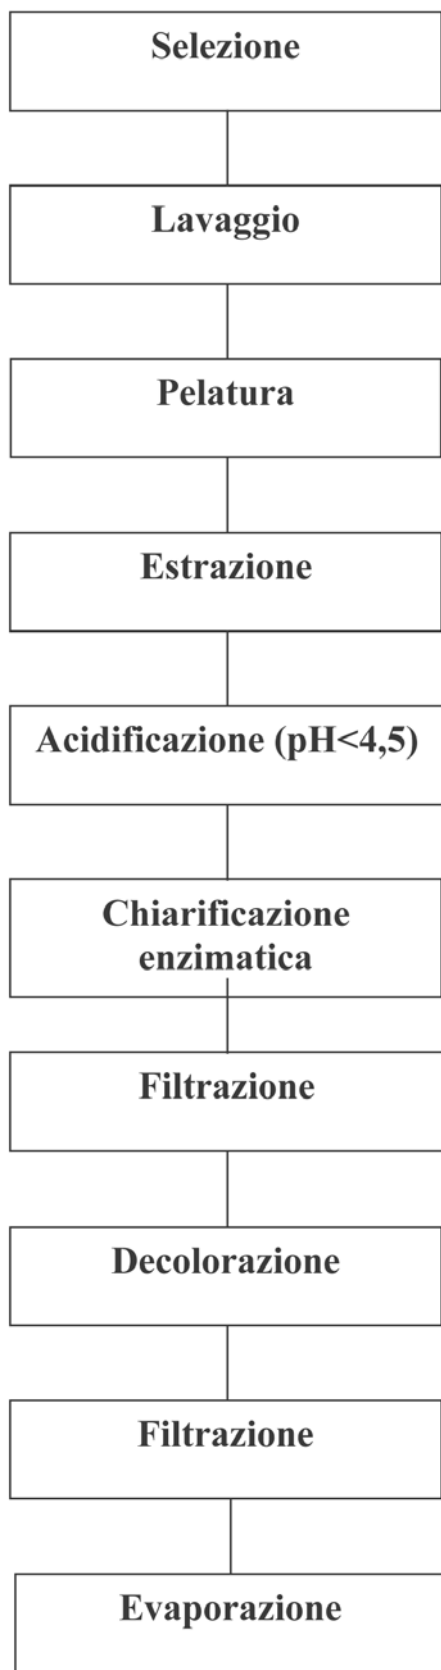 Selezione
Lavaggio
Pelatura
Estrazione
Acidificazione (pH<4,5)
Chiarificazione
enzimatica
Filtrazione
Decolorazione
Filtrazione
Evaporazione